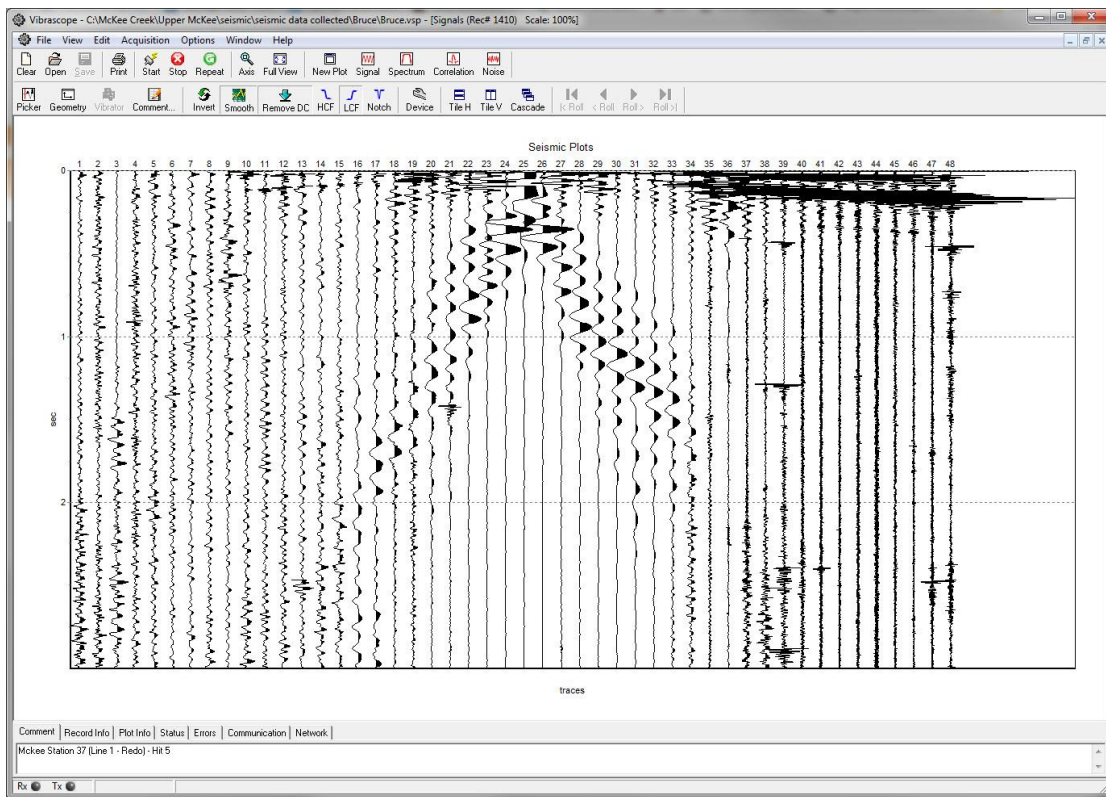 Vibrascope - C:\McKee Creek\Upper McKee\seismic\seismic data collected\Bruce\Bruce.vsp - [Signals (Rec# 1410) Scale: 100%]
File View Edit Acquisition Options Window Help
Clear Open Save Print Start Stop Repeat Axis Full View New Plot Signal Spectrum Correlation Noise
Picker Geometry Vibrator Comment... Invert Smooth Remove DC HCF LCF Notch Device Tile H Tile V Cascade |< Roll < Roll Roll > Roll >|
Seismic Plots
1 2 3 4 5 6 7 8 9 10 11 12 13 14 15 16 17 18 19 20 21 22 23 24 25 26 27 28 29 30 31 32 33 34 35 36 37 38 39 40 41 42 43 44 45 46 47 48
0
1
sec
2
traces
Comment Record Info Plot Info Status Errors Communication Network
Mckee Station 37 (Line 1 - Redo) - Hit 5
Rx Tx